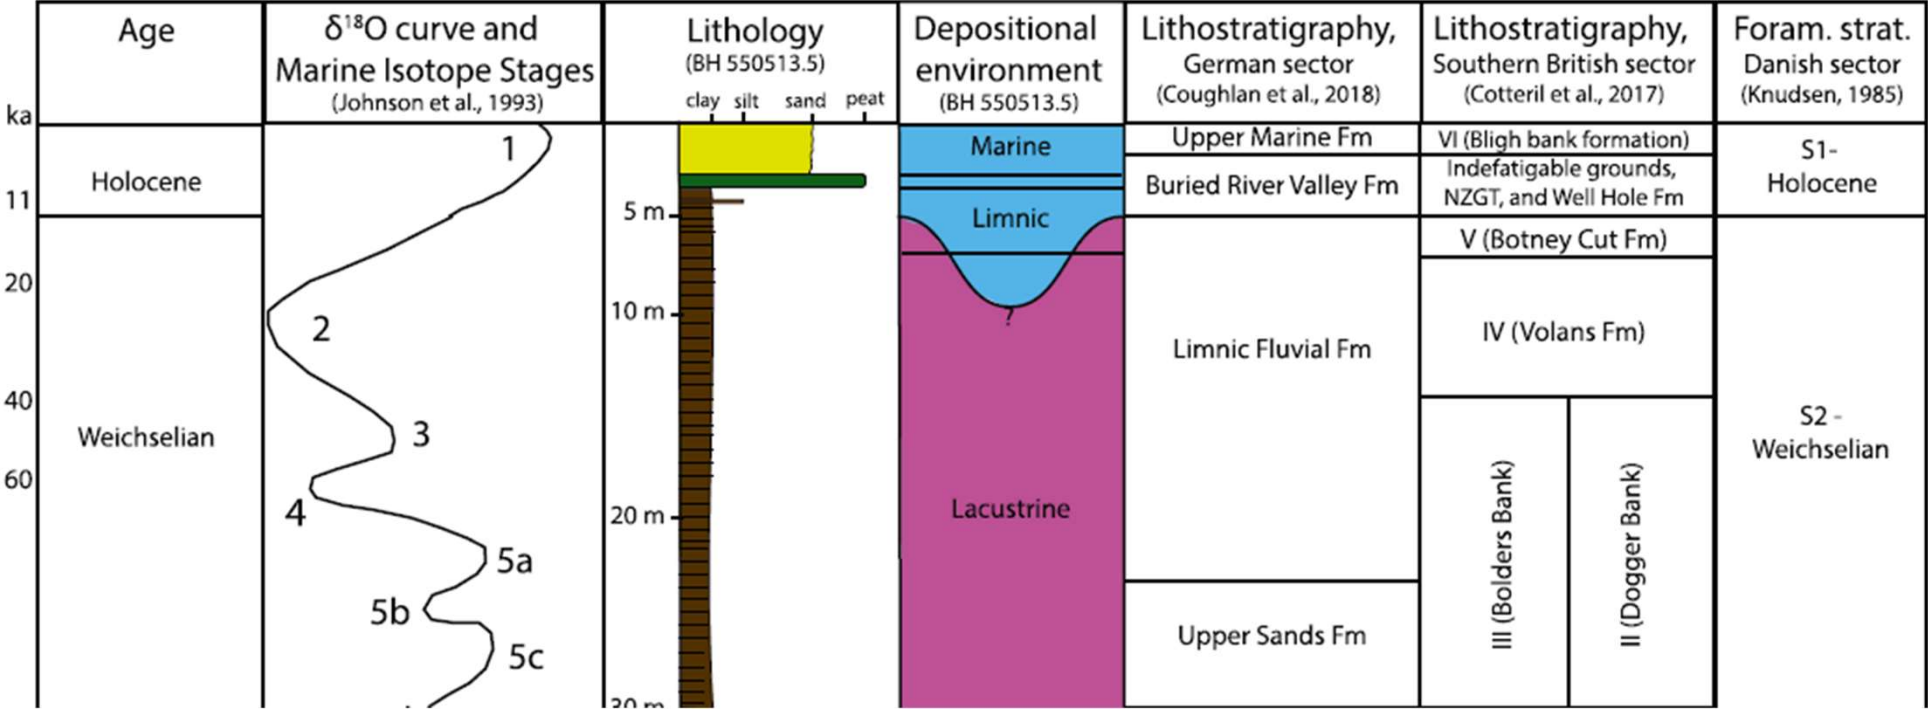 Age
δ¹⁸O curve and
Marine Isotope Stages
(Johnson et al., 1993)
Lithology
(BH 550513.5)
clay silt sand peat
Depositional
environment
(BH 550513.5)
Lithostratigraphy,
German sector
(Coughlan et al., 2018)
Lithostratigraphy,
Southern British sector
(Cotteril et al., 2017)
Foram. strat.
Danish sector
(Knudsen, 1985)
ka
11
20
40
60
Holocene
Weichselian
1
2
3
4
5a
5b
5c
5 m
10 m
20 m
30 m
Marine
Limnic
?
Lacustrine
Upper Marine Fm
Buried River Valley Fm
Limnic Fluvial Fm
Upper Sands Fm
VI (Bligh bank formation)
Indefatigable grounds,
NZGT, and Well Hole Fm
V (Botney Cut Fm)
IV (Volans Fm)
III (Bolders Bank)
II (Dogger Bank)
S1-
Holocene
S2 -
Weichselian